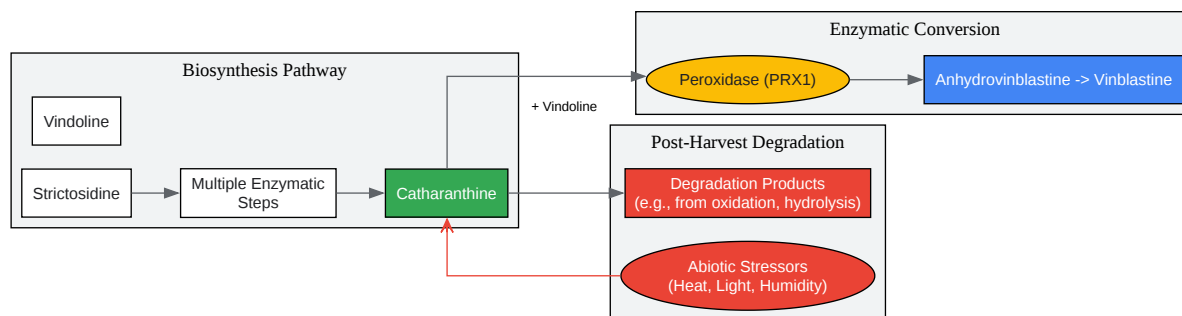 Enzymatic Conversion
Biosynthesis Pathway
Peroxidase (PRX1)
Anhydrovinblastine -> Vinblastine
+ Vindoline
Vindoline
Post-Harvest Degradation
Strictosidine
Multiple Enzymatic
Steps
Catharanthine
Degradation Products
(e.g., from oxidation, hydrolysis)
Abiotic Stressors
(Heat, Light, Humidity)